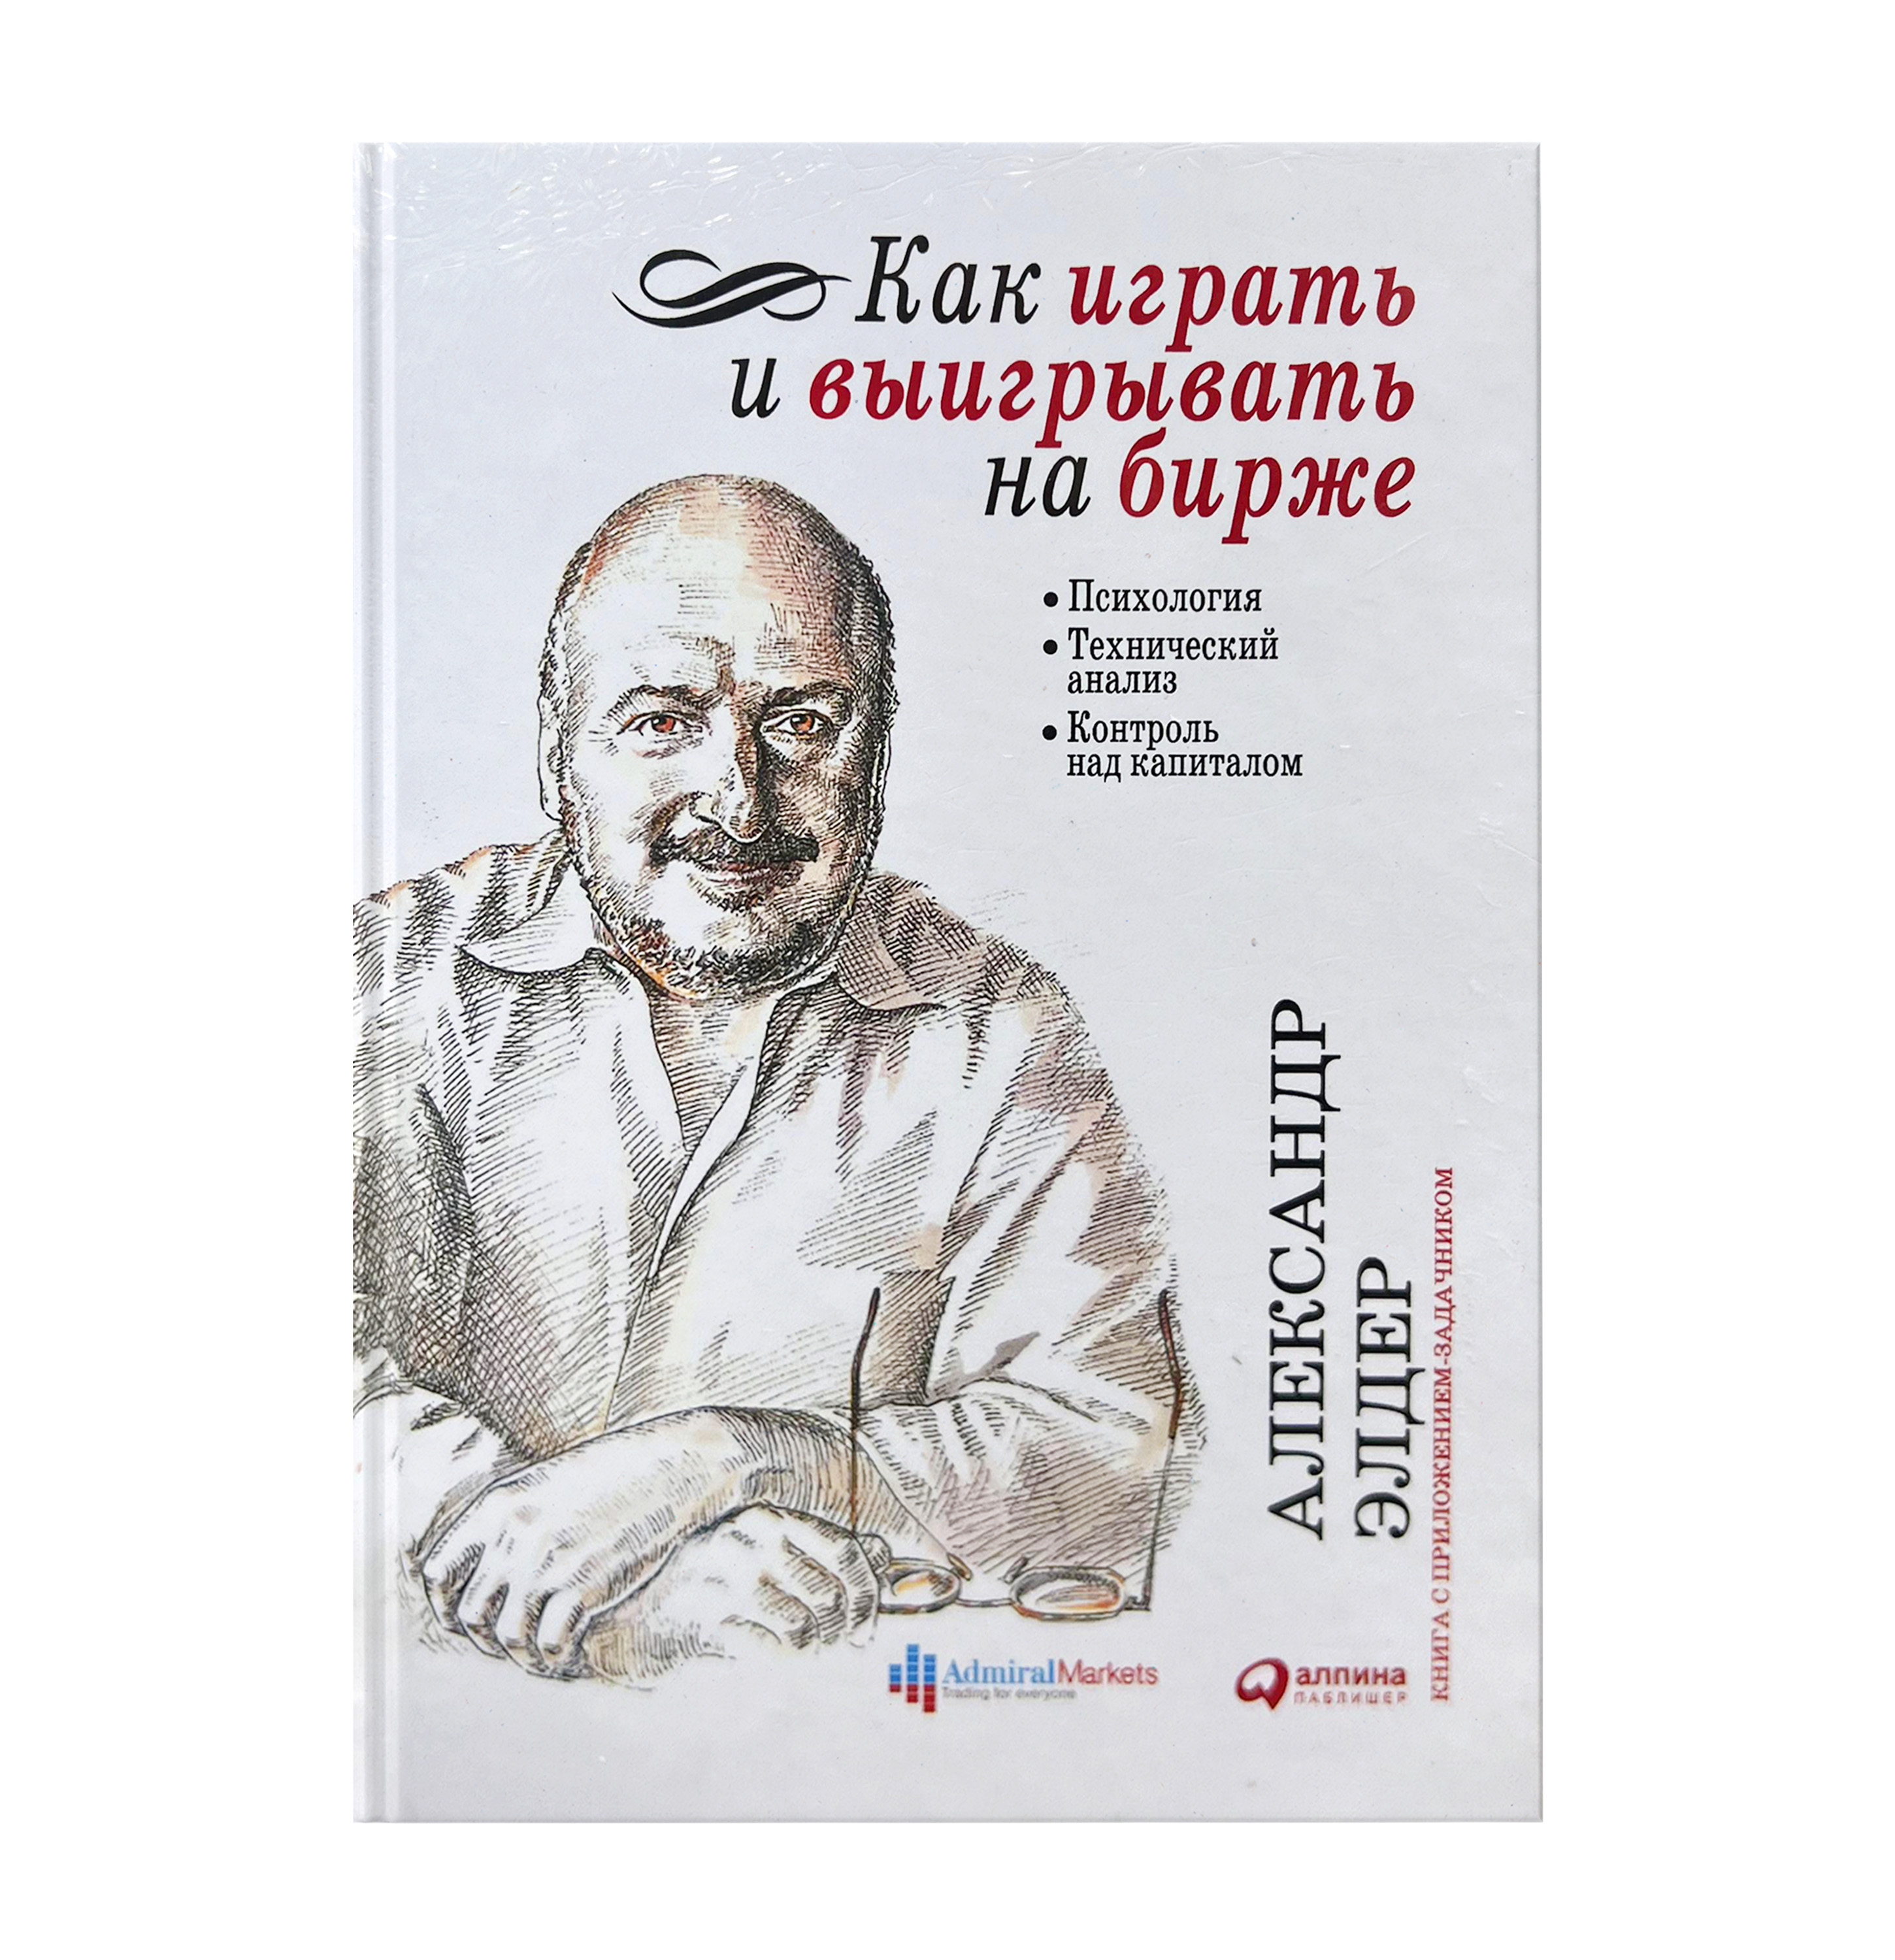 Как играть
и выигрывать
на бирже
• Психология
• Технический
анализ
• Контроль
над капиталом
АЛЕКСАНДР
ЭЛДЕР
КНИГА С ПРИЛОЖЕНИЕМ-ЗАДАЧНИКОМ
AdmiralMarkets
Trading for everyone
АЛПИНА
ПАБЛИШЕР